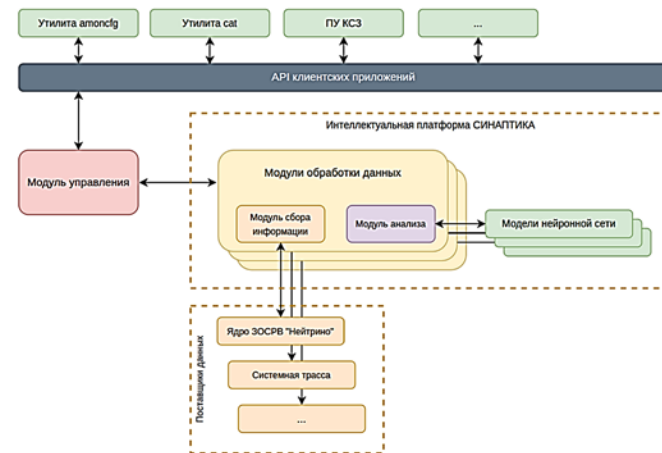 Утилита amoncfg
Утилита cat
ПУ КСЗ
...
API клиентских приложений
Интеллектуальная платформа СИНАПТИКА
Модуль управления
Модули обработки данных
Модуль сбора
информации
Модуль анализа
Модели нейронной сети
Поставщики данных
Ядро ЗОСРВ "Нейтрино"
Системная трасса
...